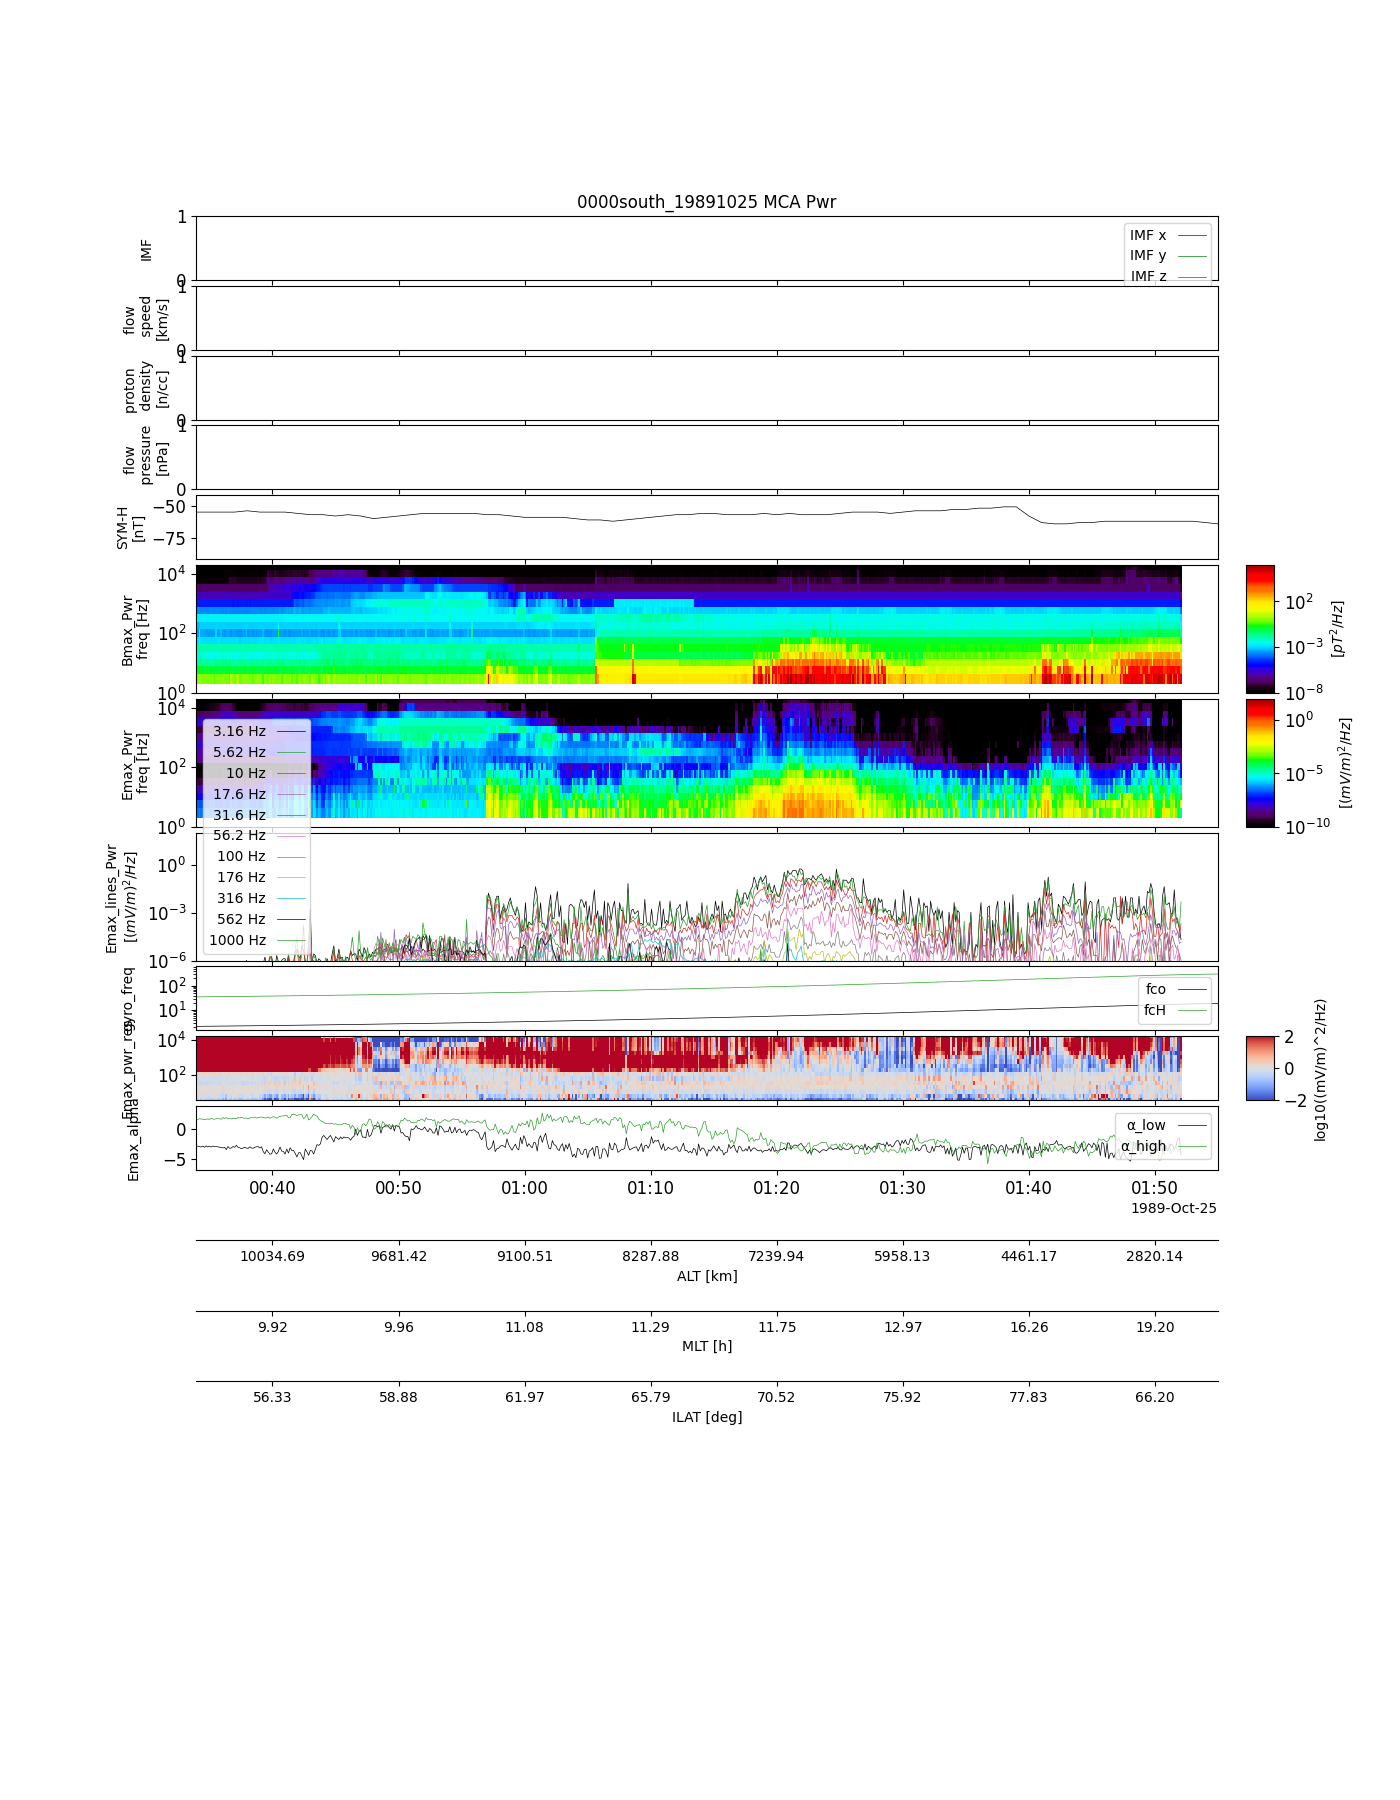 0000south_19891025 MCA Pwr
1
0
IMF
IMF x
IMF y
IMF z
1
0
flow
speed
[km/s]
1
0
proton
density
[n/cc]
1
0
flow
pressure
[nPa]
−50
−75
SYM-H
[nT]
10^4
10^2
10^0
Bmax_Pwr
freq [Hz]
10^2
10^−3
10^−8
[pT^2/Hz]
10^4
10^2
10^0
Emax_Pwr
freq [Hz]
10^0
10^−5
10^−10
[(mV/m)^2/Hz]
3.16 Hz
5.62 Hz
10 Hz
17.6 Hz
31.6 Hz
56.2 Hz
100 Hz
176 Hz
316 Hz
562 Hz
1000 Hz
10^0
10^−3
10^−6
Emax_lines_Pwr
[(mV/m)^2/Hz]
10^2
10^1
gyro_freq
fco
fcH
10^4
10^2
Emax_pwr_reg
2
0
−2
log10((mV/m)^2/Hz)
0
−5
Emax_alpha
α_low
α_high
00:40 00:50 01:00 01:10 01:20 01:30 01:40 01:50
1989-Oct-25
10034.69 9681.42 9100.51 8287.88 7239.94 5958.13 4461.17 2820.14
ALT [km]
9.92 9.96 11.08 11.29 11.75 12.97 16.26 19.20
MLT [h]
56.33 58.88 61.97 65.79 70.52 75.92 77.83 66.20
ILAT [deg]